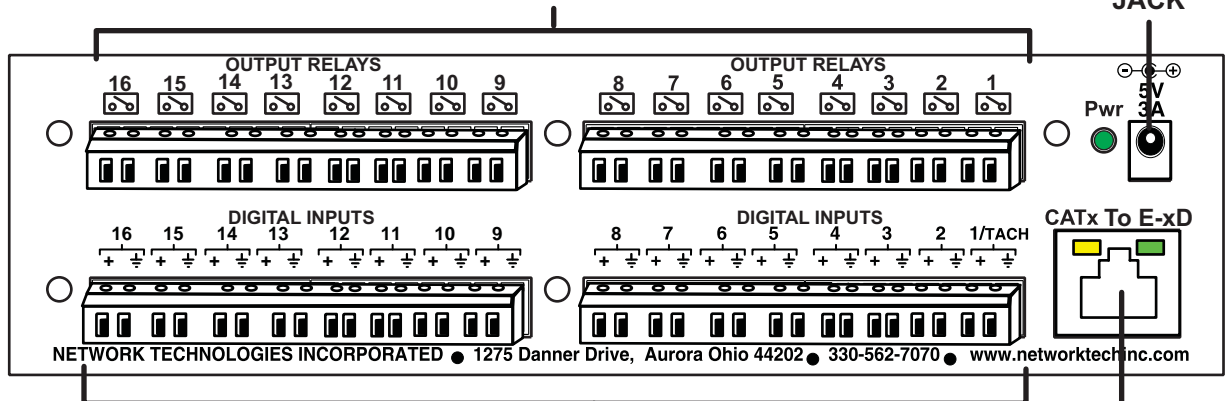 JACK
OUTPUT RELAYS OUTPUT RELAYS
16 15 14 13 12 11 10 9 8 7 6 5 4 3 2 1
5V
Pwr 3A
DIGITAL INPUTS DIGITAL INPUTS CATx To E-xD
16 15 14 13 12 11 10 9 8 7 6 5 4 3 2 1/TACH
+ + + + + + + + + + + + + + + +
NETWORK TECHNOLOGIES INCORPORATED ● 1275 Danner Drive, Aurora Ohio 44202 ● 330-562-7070 ● www.networktechinc.com